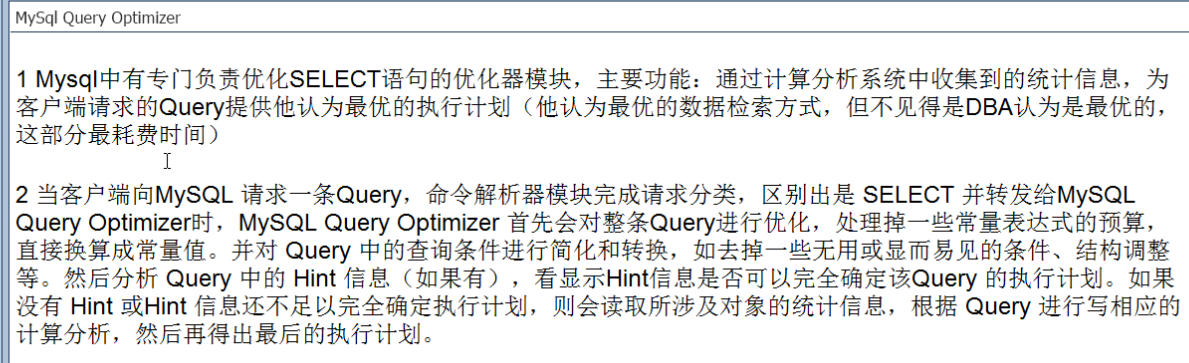 MySql Query Optimizer
1 Mysql中有专门负责优化SELECT语句的优化器模块，主要功能：通过计算分析系统中收集到的统计信息，为
客户端请求的Query提供他认为最优的执行计划（他认为最优的数据检索方式，但不见得是DBA认为是最优的，
这部分最耗费时间）
2 当客户端向MySQL 请求一条Query，命令解析器模块完成请求分类，区别出是 SELECT 并转发给MySQL
Query Optimizer时，MySQL Query Optimizer 首先会对整条Query进行优化，处理掉一些常量表达式的预算，
直接换算成常量值。并对 Query 中的查询条件进行简化和转换，如去掉一些无用或显而易见的条件、结构调整
等。然后分析 Query 中的 Hint 信息（如果有），看显示Hint信息是否可以完全确定该Query 的执行计划。如果
没有 Hint 或Hint 信息还不足以完全确定执行计划，则会读取所涉及对象的统计信息，根据 Query 进行写相应的
计算分析，然后再得出最后的执行计划。